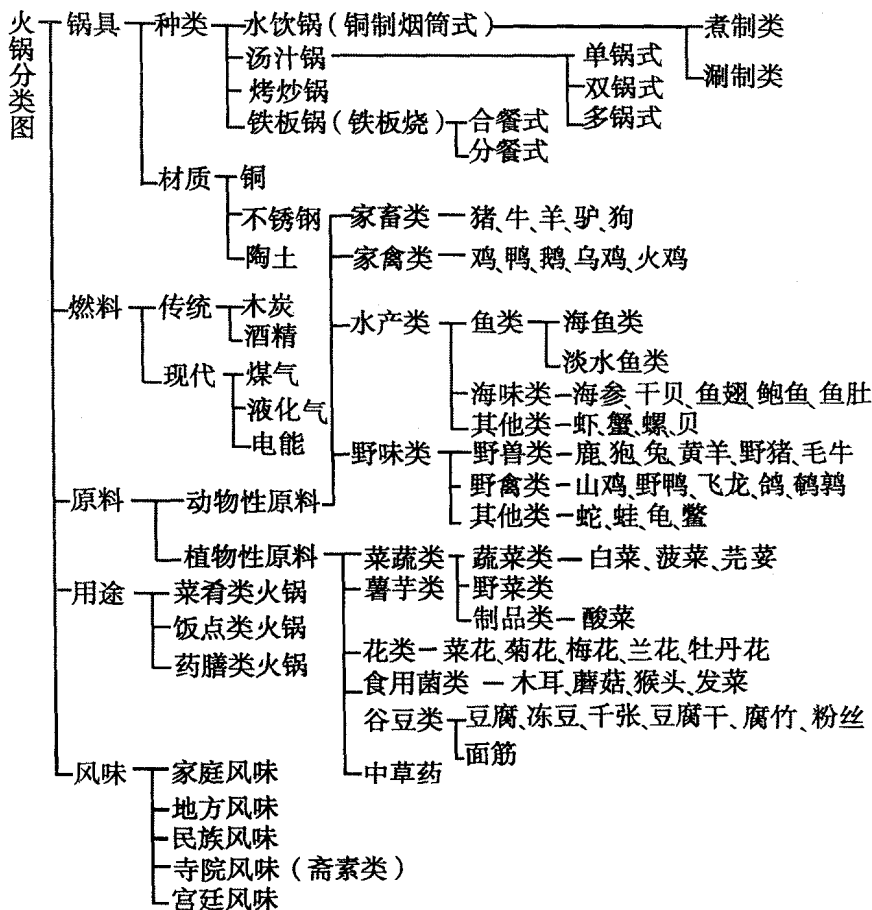 火锅分类图
锅具 种类 水饮锅(铜制烟筒式) 煮制类
汤汁锅 单锅式 涮制类
烤炒锅 双锅式
铁板锅(铁板烧) 合餐式 多锅式
分餐式
材质 铜
不锈钢 家畜类 猪、牛、羊、驴、狗
陶土 家禽类 鸡、鸭、鹅、乌鸡、火鸡
燃料 传统 木炭 水产类 鱼类 海鱼类
酒精 淡水鱼类
现代 煤气 海味类 海参、干贝、鱼翅、鲍鱼、鱼肚
液化气 其他类 虾、蟹、螺、贝
电能 野味类 野兽类 鹿、狍、兔、黄羊、野猪、毛牛
原料 动物性原料 野禽类 山鸡、野鸭、飞龙、鸽、鹌鹑
其他类 蛇、蛙、龟、鳖
植物性原料 菜蔬类 蔬菜类 白菜、菠菜、芫荽
用途 菜肴类火锅 薯芋类 野菜类
饭点类火锅 制品类 酸菜
药膳类火锅 花类 菜花、菊花、梅花、兰花、牡丹花
食用菌类 木耳、蘑菇、猴头、发菜
谷豆类 豆腐、冻豆、千张、豆腐干、腐竹、粉丝
面筋
风味 家庭风味 中草药
地方风味
民族风味
寺院风味(斋素类)
宫廷风味